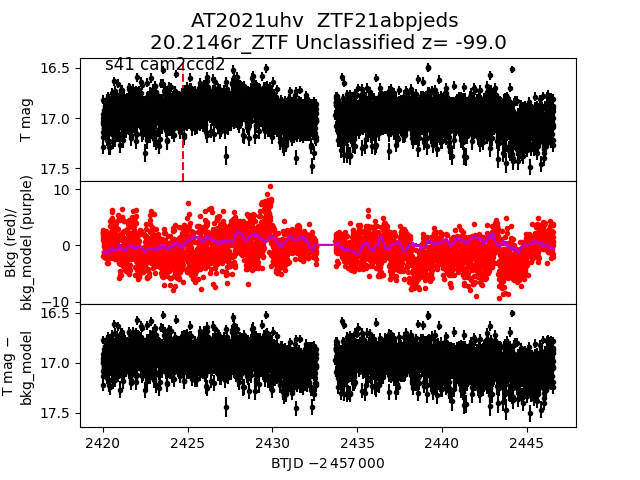 AT2021uhv  ZTF21abpjeds
20.2146r_ZTF Unclassified z= -99.0
s41 cam2ccd2
16.5
17.0
17.5
T mag
10
0
−10
Bkg (red)/
bkg_model (purple)
16.5
17.0
17.5
T mag −
bkg_model
2420
2425
2430
2435
2440
2445
BTJD −2 457 000